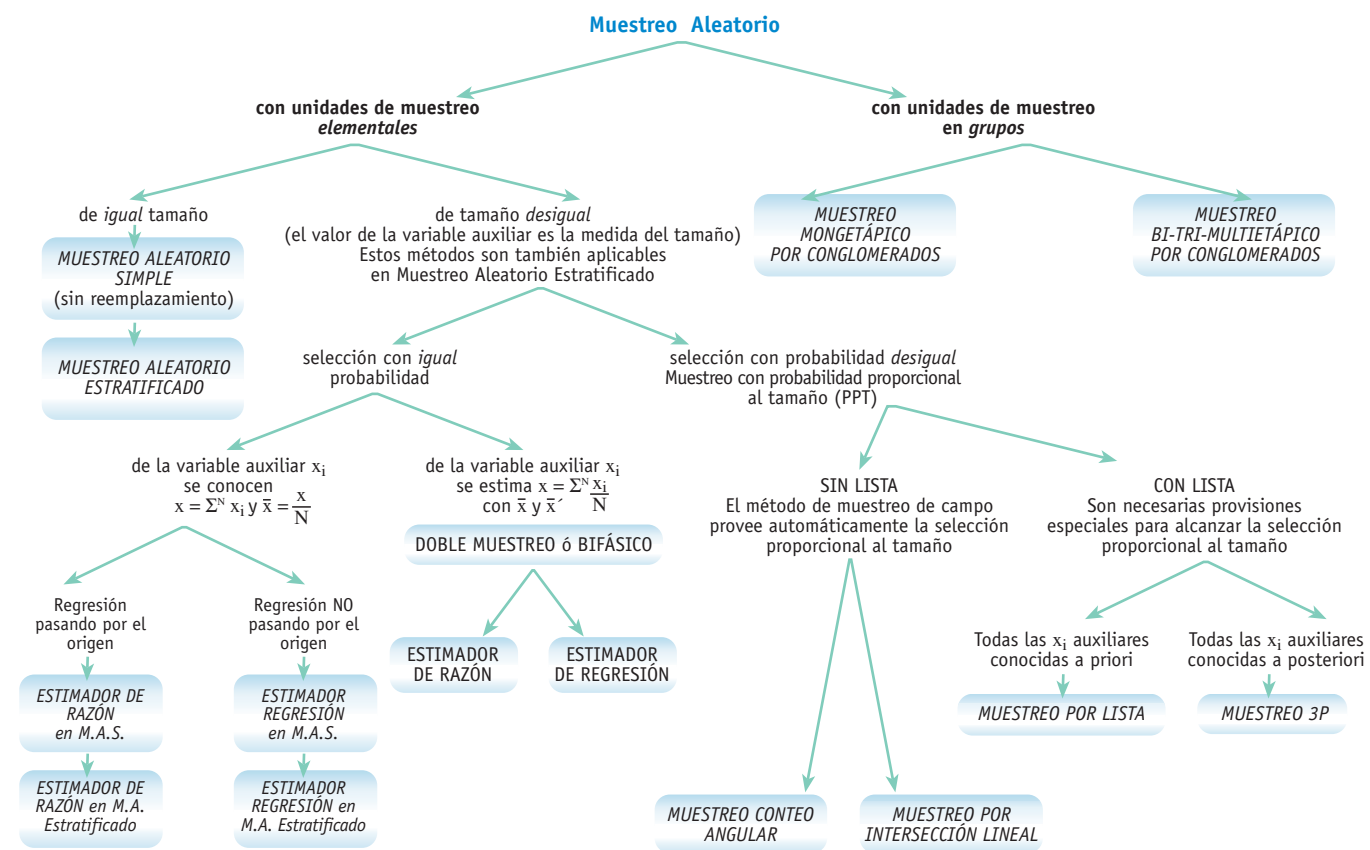 Muestreo Aleatorio
con unidades de muestreo
elementales
con unidades de muestreo
en grupos
de igual tamaño
MUESTREO ALEATORIO
SIMPLE
(sin reemplazamiento)
MUESTREO ALEATORIO
ESTRATIFICADO
de tamaño desigual
(el valor de la variable auxiliar es la medida del tamaño)
Estos métodos son también aplicables
en Muestreo Aleatorio Estratificado
MUESTREO
MONGETÁPICO
POR CONGLOMERADOS
MUESTREO
BI-TRI-MULTIETÁPICO
POR CONGLOMERADOS
selección con igual
probabilidad
selección con probabilidad desigual
Muestreo con probabilidad proporcional
al tamaño (PPT)
de la variable auxiliar xᵢ
se conocen
x = Σᴺ xᵢ y x̄ = x/N
de la variable auxiliar xᵢ
se estima x = Σᴺ xᵢ/N
con x̄ y x̄´
DOBLE MUESTREO ó BIFÁSICO
SIN LISTA
El método de muestreo de campo
provee automáticamente la selección
proporcional al tamaño
CON LISTA
Son necesarias provisiones
especiales para alcanzar la selección
proporcional al tamaño
Regresión
pasando por el
origen
Regresión NO
pasando por el
origen
ESTIMADOR
DE RAZÓN
ESTIMADOR
DE REGRESIÓN
Todas las xᵢ auxiliares
conocidas a priori
Todas las xᵢ auxiliares
conocidas a posteriori
ESTIMADOR DE
RAZÓN
en M.A.S.
ESTIMADOR
REGRESIÓN
en M.A.S.
MUESTREO POR LISTA
MUESTREO 3P
ESTIMADOR DE
RAZÓN en M.A.
Estratificado
ESTIMADOR
REGRESIÓN en
M.A. Estratificado
MUESTREO CONTEO
ANGULAR
MUESTREO POR
INTERSECCIÓN LINEAL